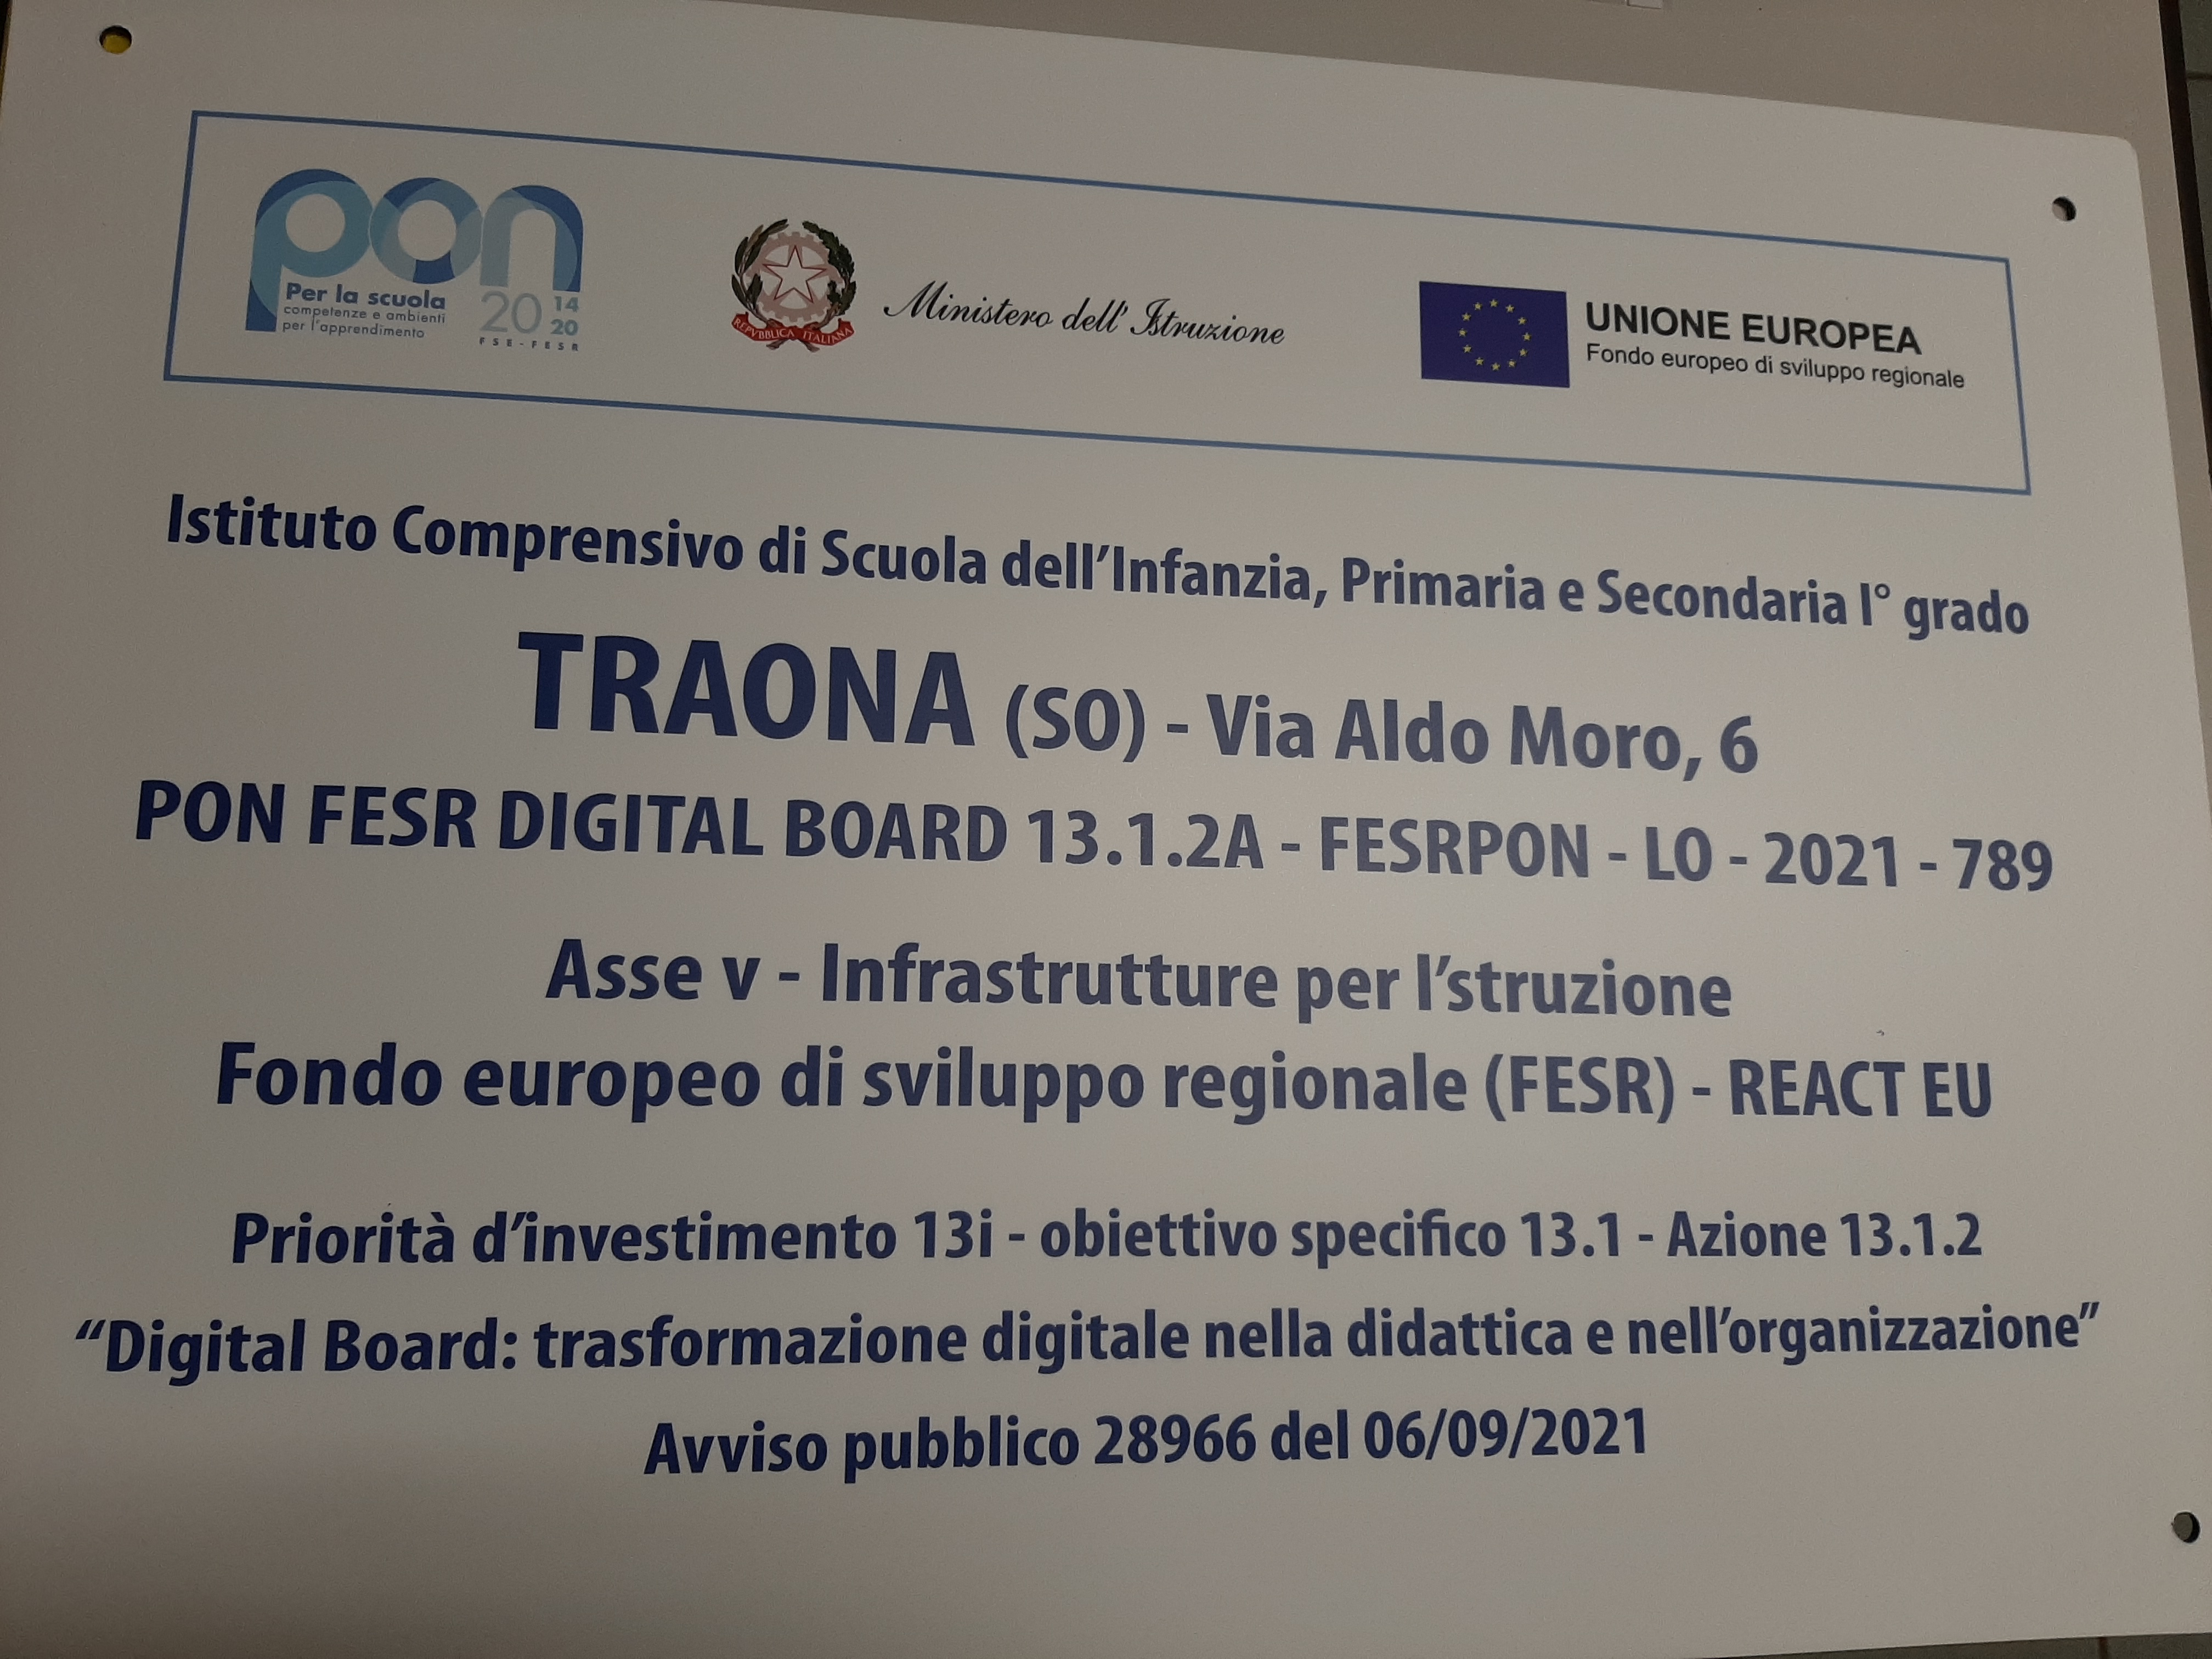 pon
Per la scuola
competenze e ambienti
per l'apprendimento
20 14
20
FSE-FESR
REPVBBLICA ITALIANA
Ministero dell'Istruzione
UNIONE EUROPEA
Fondo europeo di sviluppo regionale
Istituto Comprensivo di Scuola dell'Infanzia, Primaria e Secondaria I° grado
TRAONA (SO) - Via Aldo Moro, 6
PON FESR DIGITAL BOARD 13.1.2A - FESRPON - LO - 2021 - 789
Asse v - Infrastrutture per l'struzione
Fondo europeo di sviluppo regionale (FESR) - REACT EU
Priorità d'investimento 13i - obiettivo specifico 13.1 - Azione 13.1.2
“Digital Board: trasformazione digitale nella didattica e nell'organizzazione”
Avviso pubblico 28966 del 06/09/2021